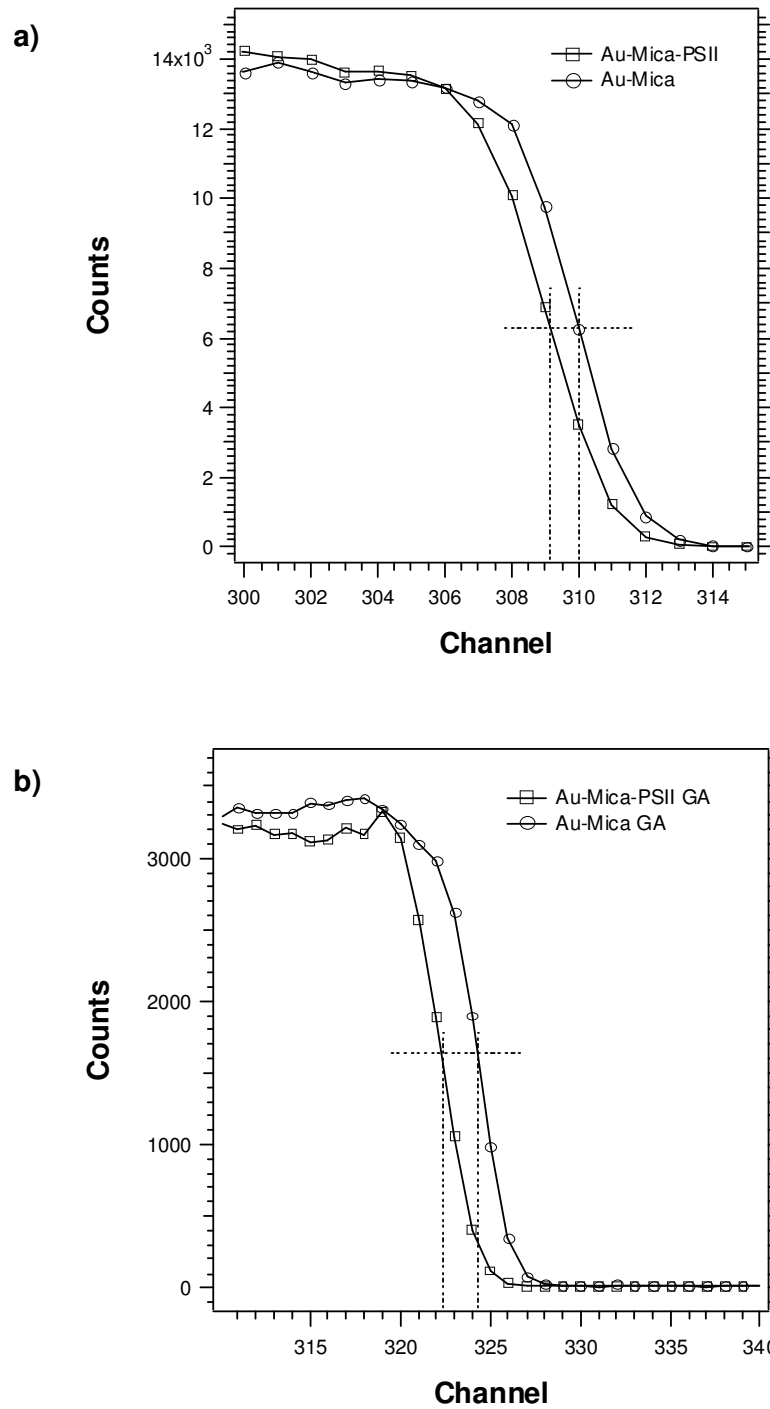 a)
14x10³
12
10
8
6
4
2
0
Counts
Au-Mica-PSII
Au-Mica
300 302 304 306 308 310 312 314
Channel
b)
3000
2000
1000
0
Counts
Au-Mica-PSII GA
Au-Mica GA
315 320 325 330 335 340
Channel